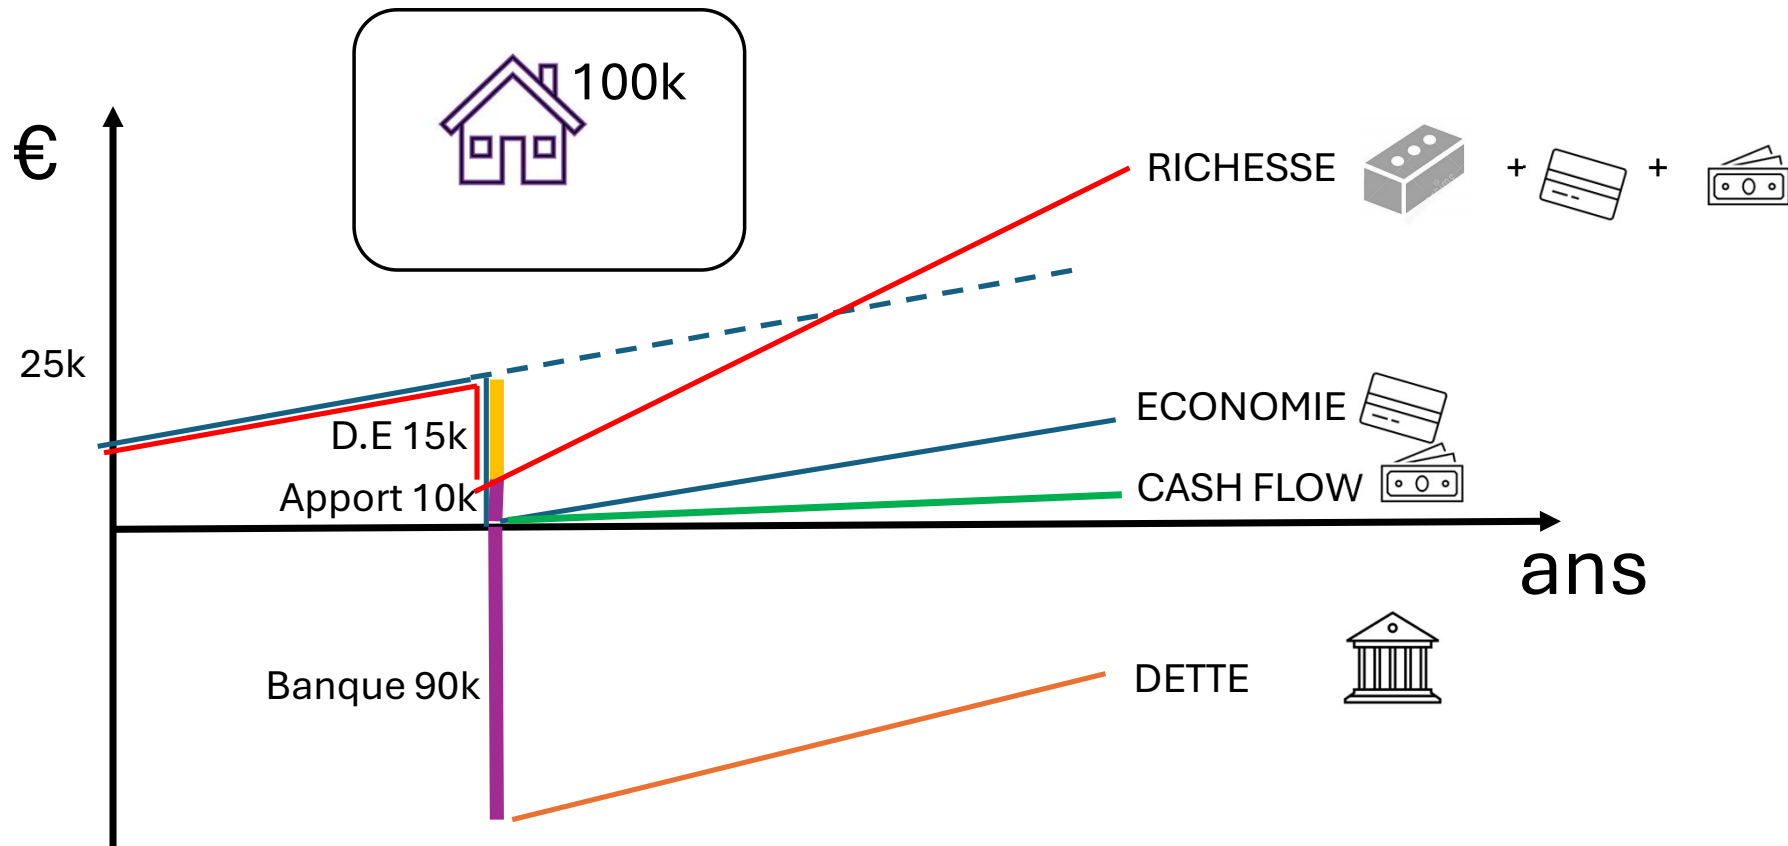 100k
€
RICHESSE + +
25k
D.E 15k
ECONOMIE
Apport 10k
CASH FLOW
ans
Banque 90k
DETTE